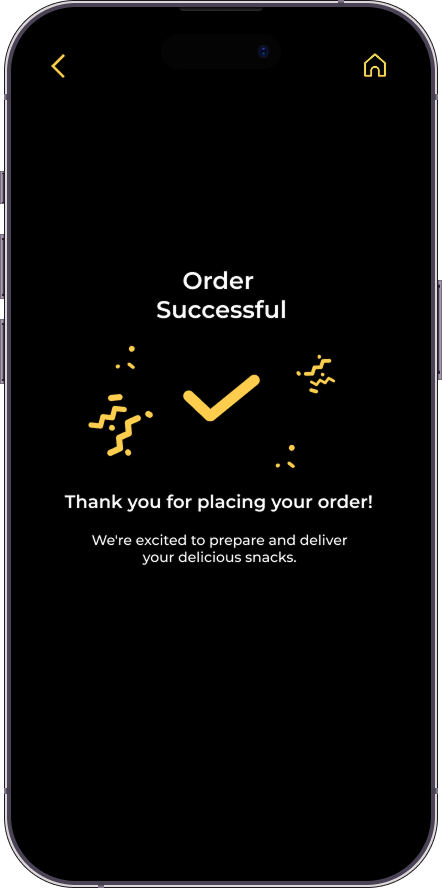 Order
Successful
Thank you for placing your order!
We're excited to prepare and deliver
your delicious snacks.